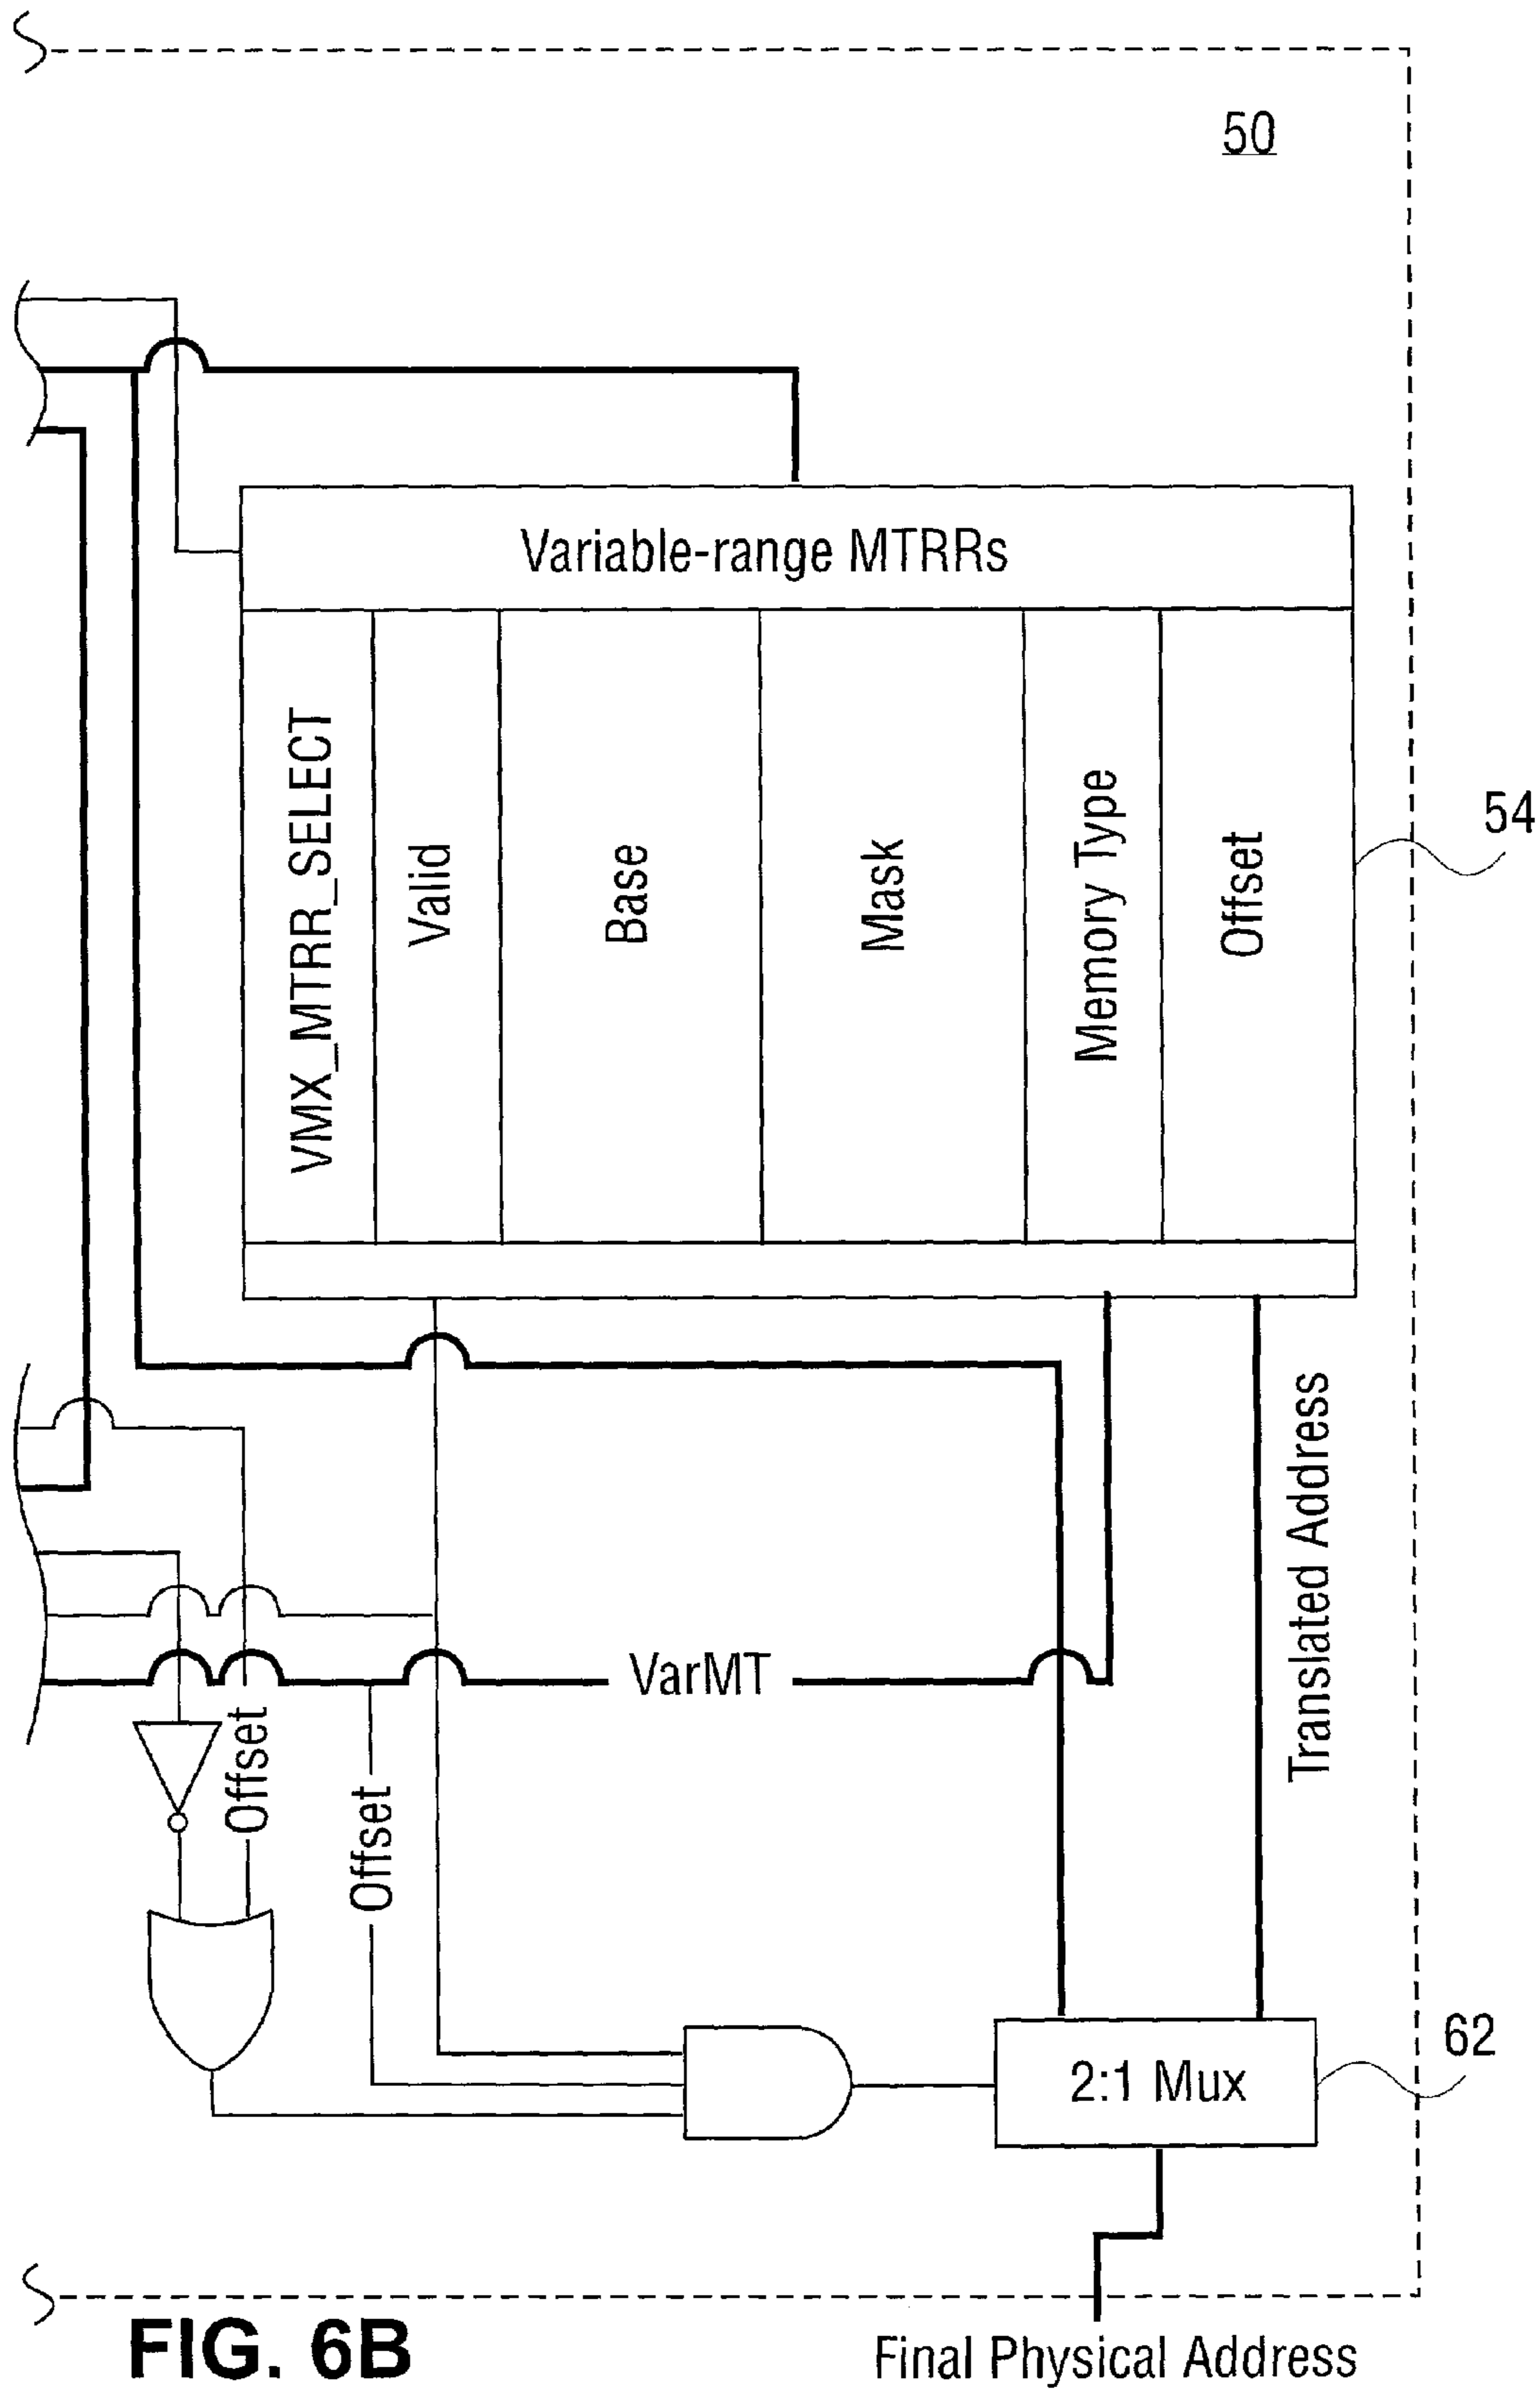 50
Variable-range MTRRs
VMX_MTRR_SELECT
Valid
Base
Mask
Memory Type
Offset
54
Translated Address
VarMT
Offset
Offset
2:1 Mux
62
FIG. 6B
Final Physical Address